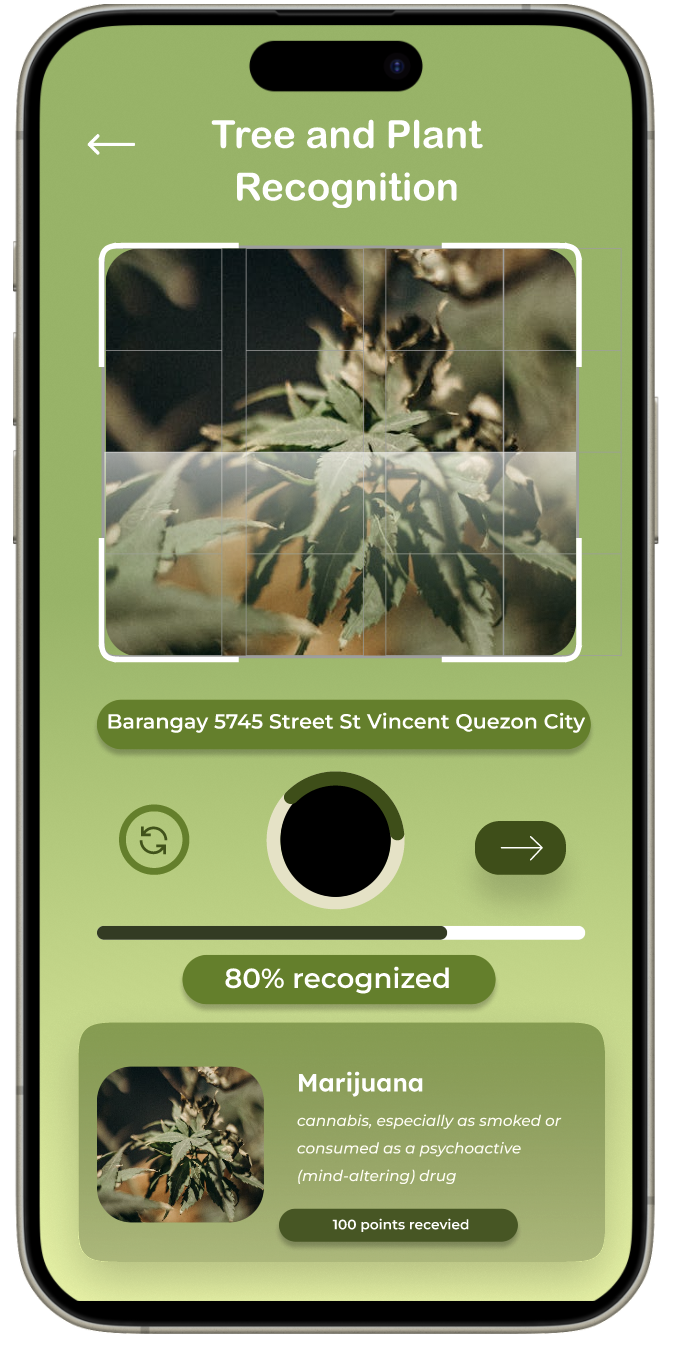 Tree and Plant
Recognition
Barangay 5745 Street St Vincent Quezon City
80% recognized
Marijuana
cannabis, especially as smoked or
consumed as a psychoactive
(mind-altering) drug
100 points recevied